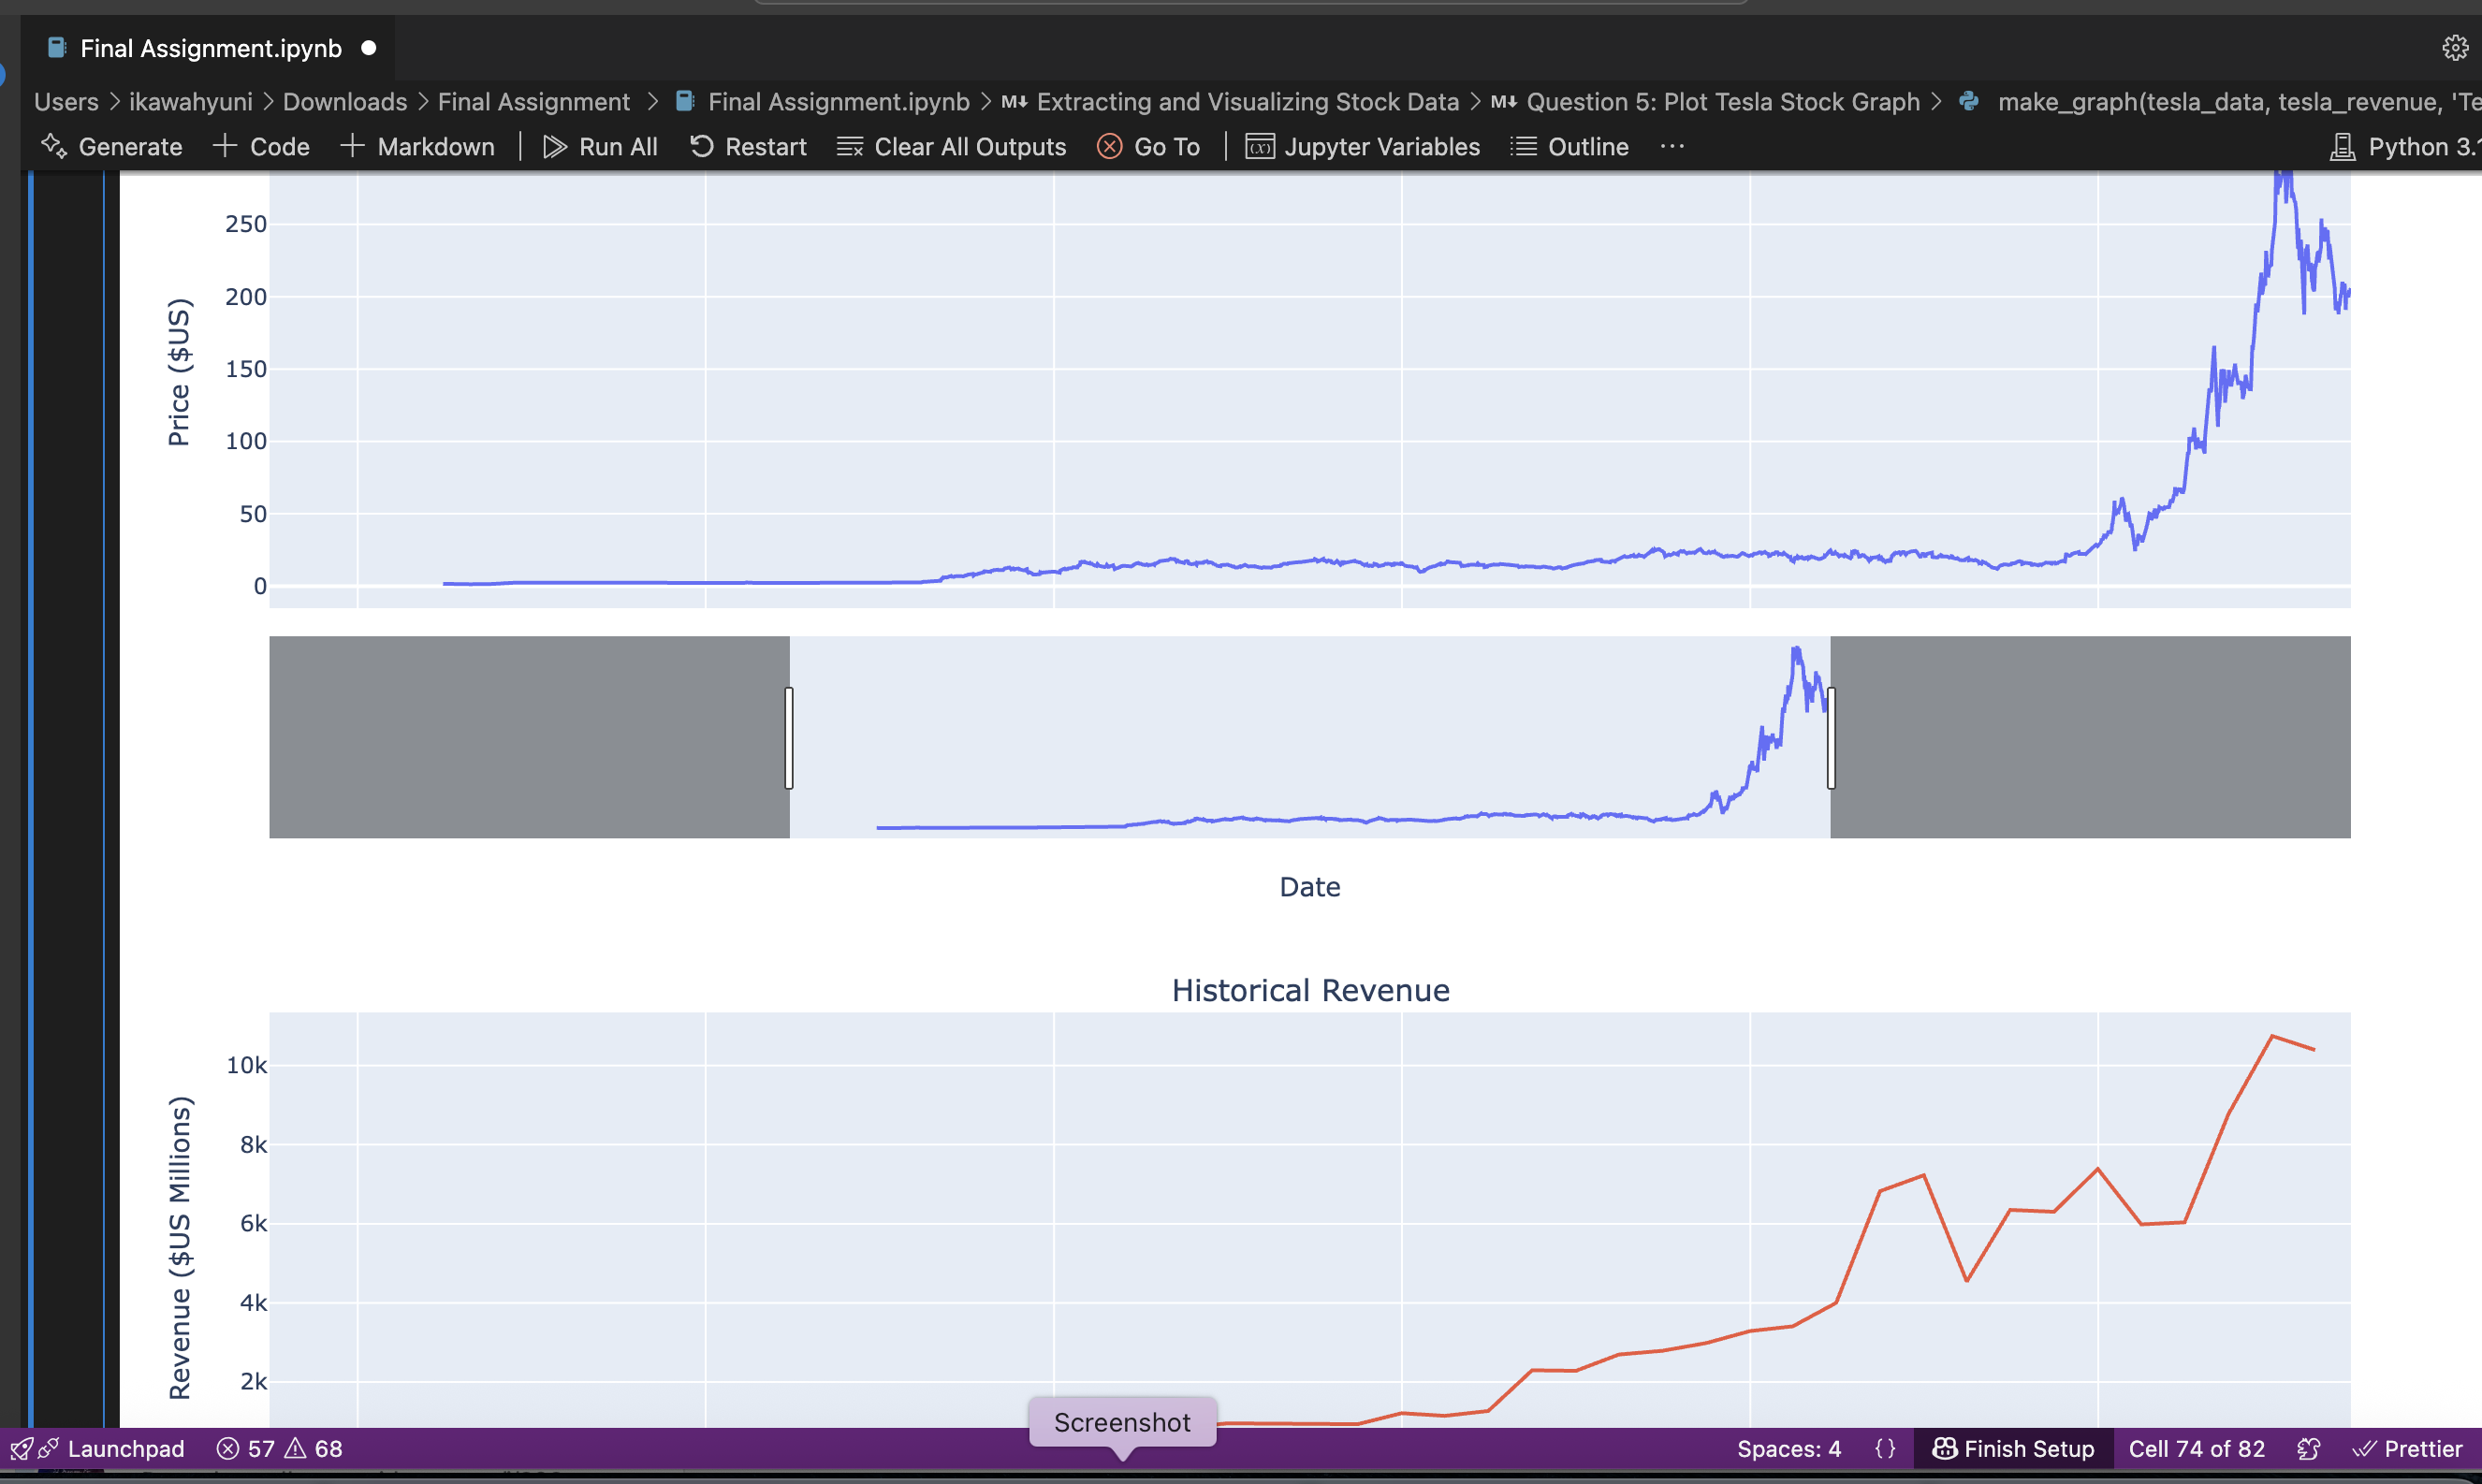 Final Assignment.ipynb
Users > ikawahyuni > Downloads > Final Assignment > Final Assignment.ipynb > M↓ Extracting and Visualizing Stock Data > M↓ Question 5: Plot Tesla Stock Graph > make_graph(tesla_data, tesla_revenue, 'Te
Generate + Code + Markdown | Run All Restart Clear All Outputs Go To | Jupyter Variables Outline ··· Python 3.1
250
200
150
100
50
0
Price ($US)
Date
Historical Revenue
10k
8k
6k
4k
2k
Revenue ($US Millions)
Screenshot
Launchpad 57 68 Spaces: 4 {} Finish Setup Cell 74 of 82 Prettier